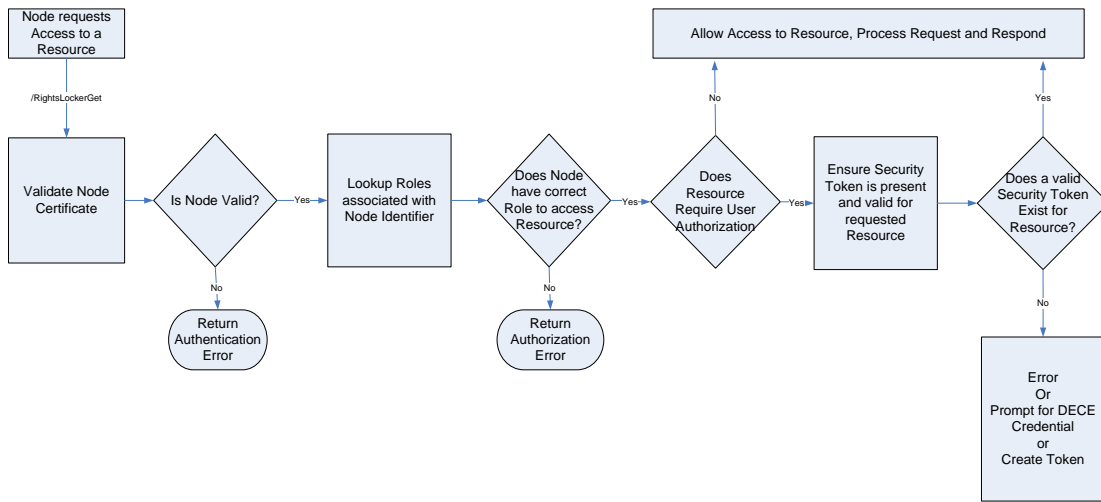 Node requests
Access to a
Resource
Allow Access to Resource, Process Request and Respond
/RightsLockerGet
No
Yes
Validate Node
Certificate
Is Node Valid?
Yes
Lookup Roles
associated with
Node Identifier
Does Node
have correct
Role to access
Resource?
Yes
Does
Resource
Require User
Authorization
Yes
Ensure Security
Token is present
and valid for
requested
Resource
Does a valid
Security Token
Exist for
Resource?
No
No
No
Return
Authentication
Error
Return
Authorization
Error
Error
Or
Prompt for DECE
Credential
or
Create Token